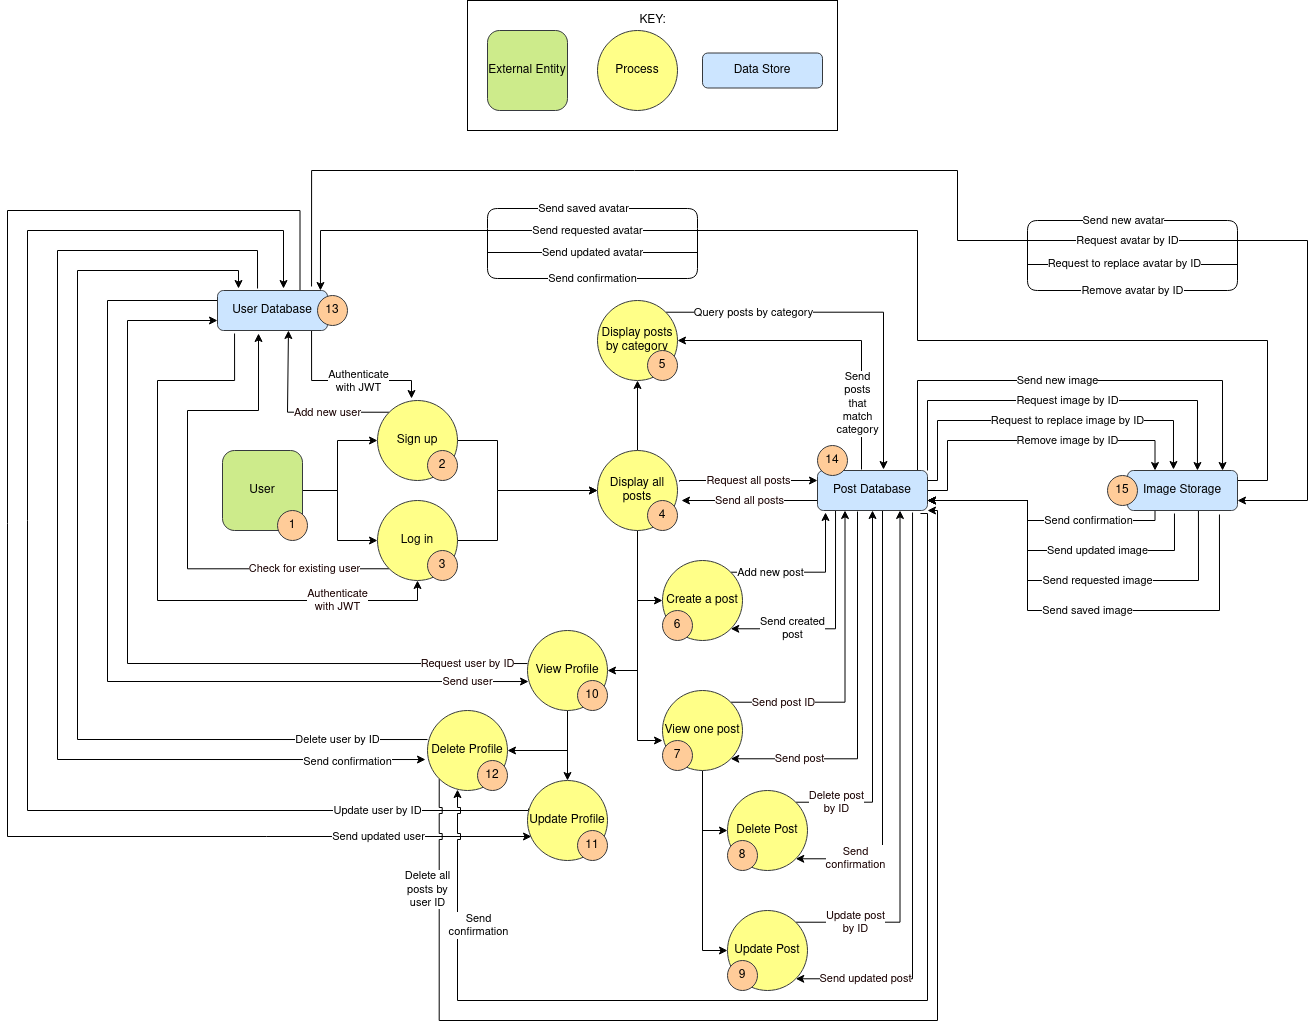 KEY:
External Entity
Process
Data Store
Send saved avatar
Send requested avatar
Send updated avatar
Send confirmation
Send new avatar
Request avatar by ID
Request to replace avatar by ID
Remove avatar by ID
User Database
13
Display posts
by category
5
Query posts by category
Authenticate
with JWT
Add new user
Send
posts
that
match
category
Send new image
Request image by ID
Request to replace image by ID
Remove image by ID
Sign up
2
User
1
Display all
posts
4
Request all posts
Send all posts
14
Post Database
15
Image Storage
Log in
3
Check for existing user
Authenticate
with JWT
Send confirmation
Send updated image
Send requested image
Send saved image
Create a post
6
Add new post
Send created
post
Request user by ID
Send user
View Profile
10
View one post
7
Send post ID
Send post
Delete user by ID
Send confirmation
Delete Profile
12
Update user by ID
Send updated user
Update Profile
11
Delete Post
8
Delete post
by ID
Send
confirmation
Delete all
posts by
user ID
Send
confirmation
Update Post
9
Update post
by ID
Send updated post